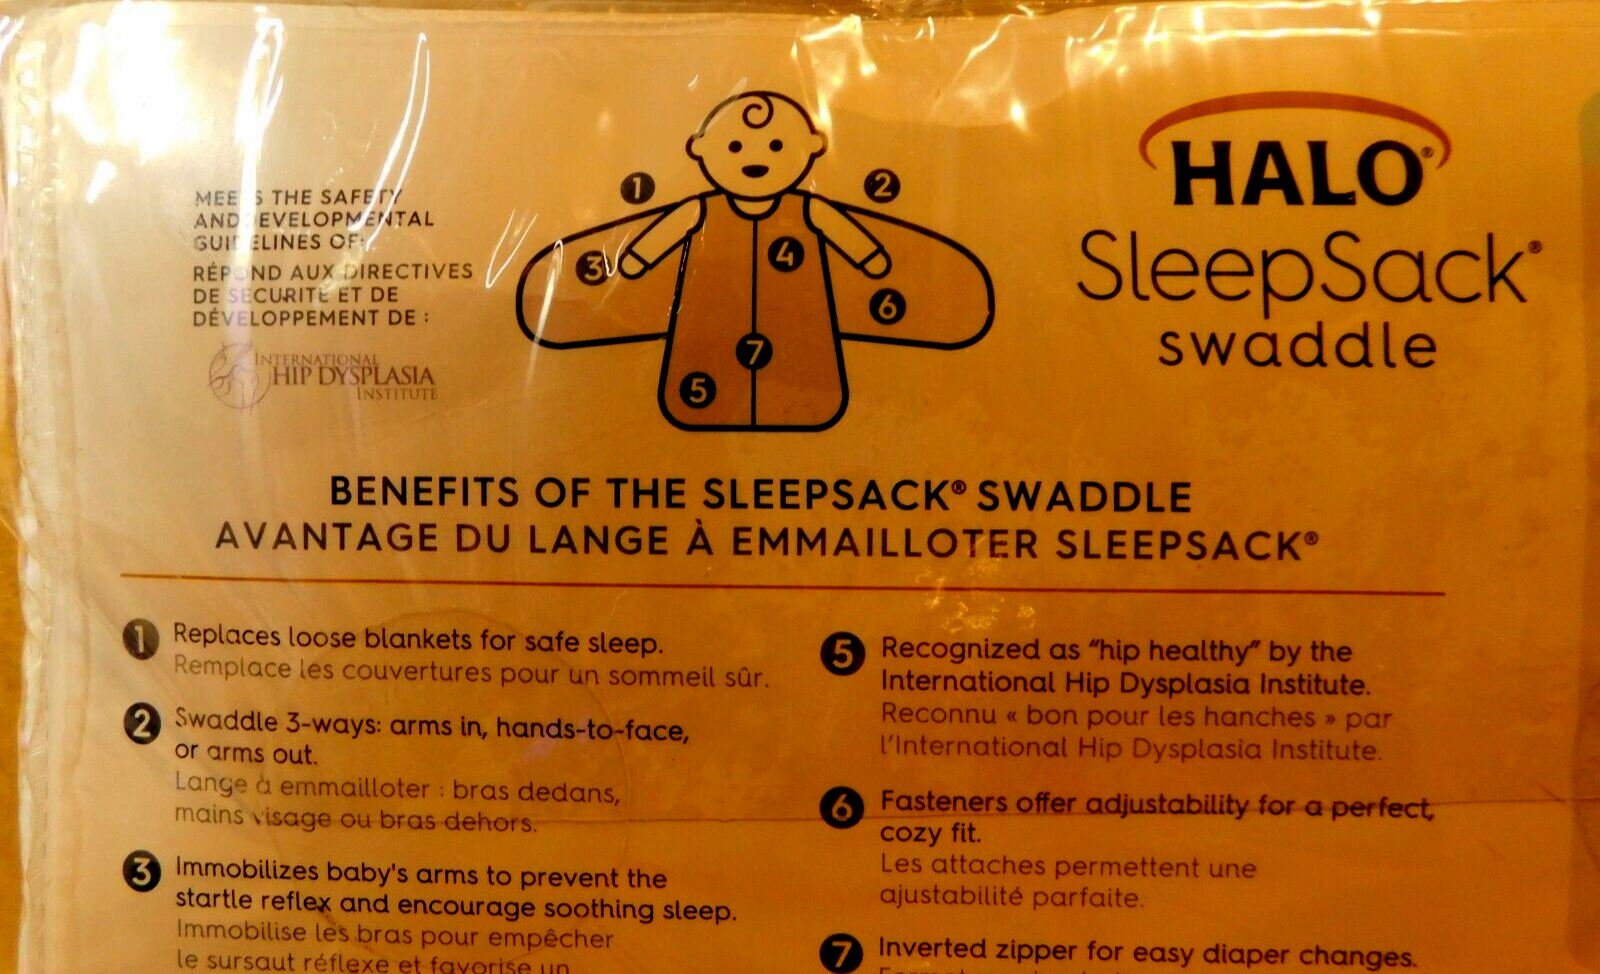 MEETS THE SAFETY
AND DEVELOPMENTAL
GUIDELINES OF:
RÉPOND AUX DIRECTIVES
DE SÉCURITÉ ET DE
DÉVELOPPEMENT DE :
INTERNATIONAL
HIP DYSPLASIA
INSTITUTE
1
2
3
4
6
7
5
HALO®
SleepSack®
swaddle
BENEFITS OF THE SLEEPSACK® SWADDLE
AVANTAGE DU LANGE À EMMAILLOTER SLEEPSACK®
1 Replaces loose blankets for safe sleep.
Remplace les couvertures pour un sommeil sûr.
2 Swaddle 3-ways: arms in, hands-to-face,
or arms out.
Lange à emmailloter : bras dedans,
mains visage ou bras dehors.
3 Immobilizes baby's arms to prevent the
startle reflex and encourage soothing sleep.
Immobilise les bras pour empêcher
le sursaut réflexe et favorise un
5 Recognized as “hip healthy” by the
International Hip Dysplasia Institute.
Reconnu « bon pour les hanches » par
l’International Hip Dysplasia Institute.
6 Fasteners offer adjustability for a perfect,
cozy fit.
Les attaches permettent une
ajustabilité parfaite.
7 Inverted zipper for easy diaper changes.